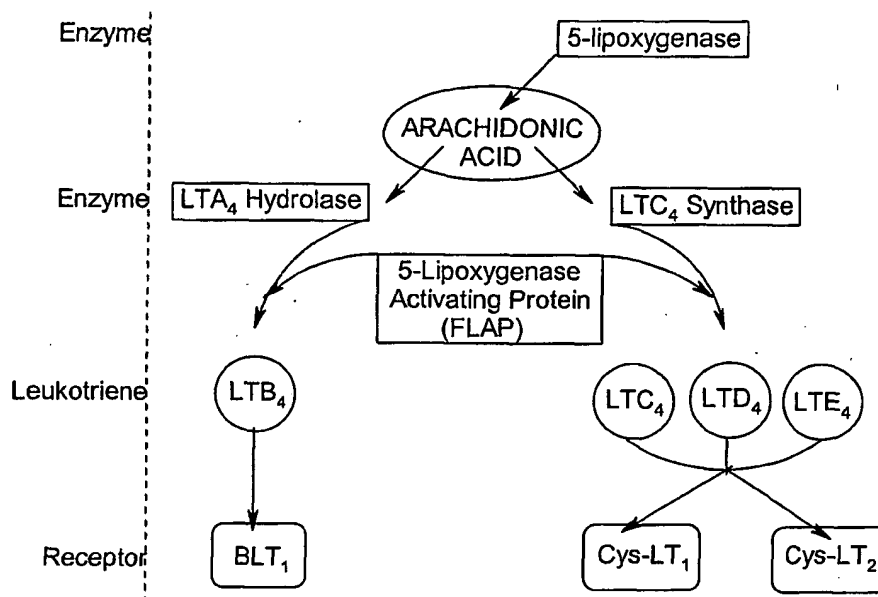 Enzyme
5-lipoxygenase
ARACHIDONIC
ACID
Enzyme
LTA₄ Hydrolase
LTC₄ Synthase
5-Lipoxygenase
Activating Protein
(FLAP)
Leukotriene
LTB₄
LTC₄
LTD₄
LTE₄
Receptor
BLT₁
Cys-LT₁
Cys-LT₂